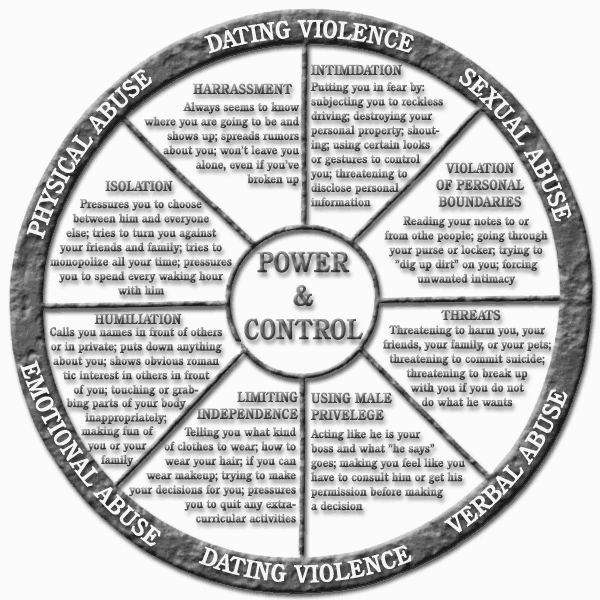 DATING VIOLENCE
SEXUAL ABUSE
VERBAL ABUSE
DATING VIOLENCE
EMOTIONAL ABUSE
PHYSICAL ABUSE
POWER
&
CONTROL
INTIMIDATION
Putting you in fear by:
subjecting you to reckless
driving; destroying your
personal property; shout-
ing; using certain looks
or gestures to control
you; threatening to
disclose personal
information
VIOLATION
OF PERSONAL
BOUNDARIES
Reading your notes to or
from othe people; going through
your purse or locker; trying to
"dig up dirt" on you; forcing
unwanted intimacy
THREATS
Threatening to harm you, your
friends, your family, or your pets;
threatening to commit suicide;
threatening to break up
with you if you do not
do what he wants
USING MALE
PRIVELEGE
Acting like he is your
boss and what "he says"
goes; making you feel like you
have to consult him or get his
permission before making
a decision
LIMITING
INDEPENDENCE
Telling you what kind
of clothes to wear; how to
wear your hair; if you can
wear makeup; trying to make
your decisions for you; pressures
you to quit any extra-
curricular activities
HUMILIATION
Calls you names in front of others
or in private; puts down anything
about you; shows obvious roman
tic interest in others in front
of you; touching or grab-
bing parts of your body
inappropriately;
making fun of
you or your
family
ISOLATION
Pressures you to choose
between him and everyone
else; tries to turn you against
your friends and family; tries to
monopolize all your time; pressures
you to spend every waking hour
with him
HARRASSMENT
Always seems to know
where you are going to be and
shows up; spreads rumors
about you; won't leave you
alone, even if you've
broken up